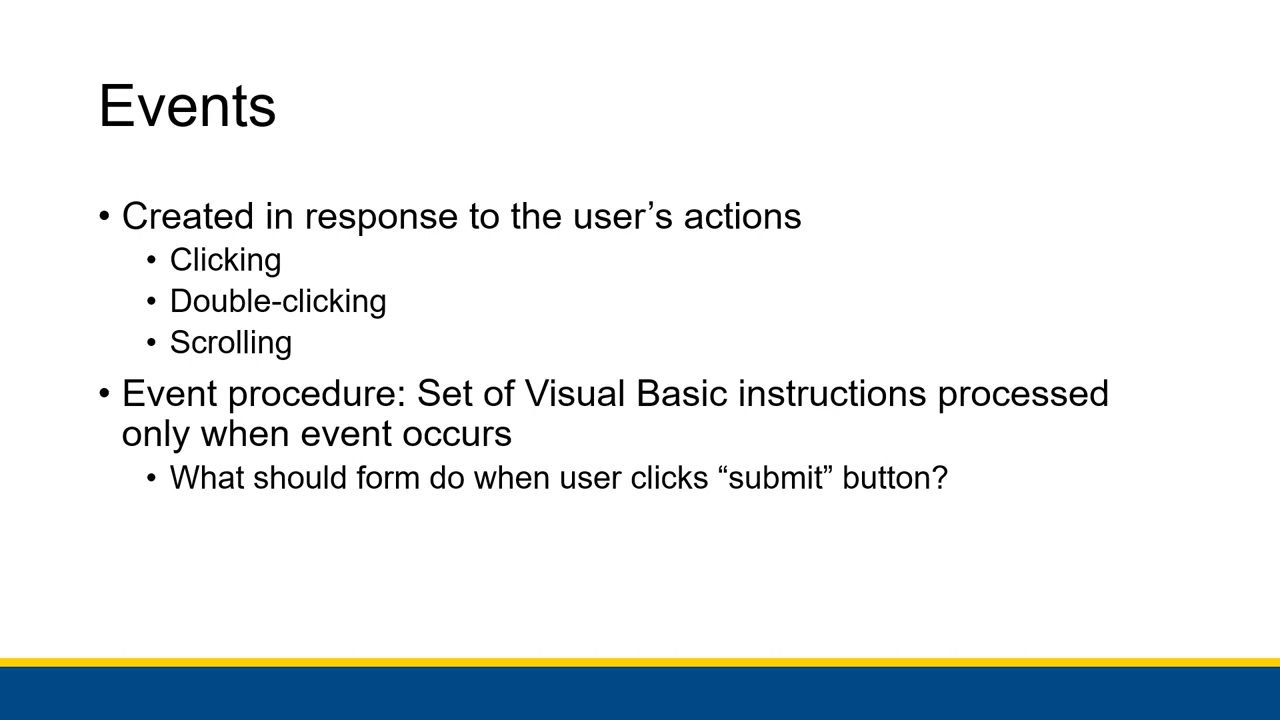 Events
• Created in response to the user’s actions
• Clicking
• Double-clicking
• Scrolling
• Event procedure: Set of Visual Basic instructions processed
only when event occurs
• What should form do when user clicks “submit” button?